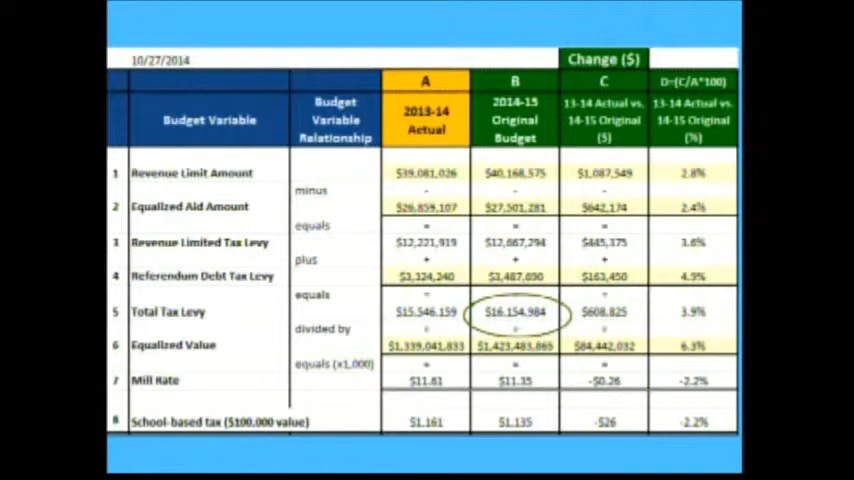 10/27/2014 Change ($)
A B C D=(C/A*100)
Budget Variable Budget Variable Relationship 2013-14 Actual 2014-15 Original Budget 13-14 Actual vs. 14-15 Original ($) 13-14 Actual vs. 14-15 Original (%)
1 Revenue Limit Amount $39,081,026 $40,168,575 $1,087,549 2.8%
minus - - -
2 Equalized Aid Amount $26,859,107 $27,501,281 $642,174 2.4%
equals = = =
3 Revenue Limited Tax Levy $12,221,919 $12,667,294 $445,375 3.6%
plus + + +
4 Referendum Debt Tax Levy $3,324,240 $3,487,690 $163,450 4.9%
equals = = =
5 Total Tax Levy $15,546,159 $16,154,984 $608,825 3.9%
divided by ÷ ÷ ÷
6 Equalized Value $1,339,041,833 $1,423,483,865 $84,442,032 6.3%
equals (x1,000) = = =
7 Mill Rate $11.61 $11.35 -$0.26 -2.2%
8 School-based tax ($100,000 value) $1,161 $1,135 -$26 -2.2%